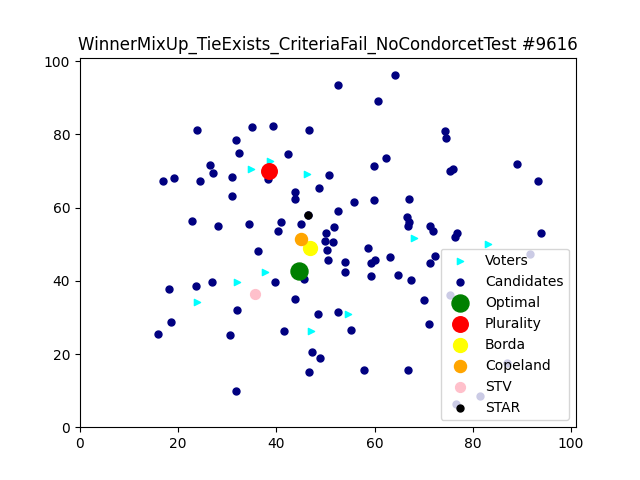 WinnerMixUp_TieExists_CriteriaFail_NoCondorcetTest #9616
100
80
60
40
20
0
0 20 40 60 80 100
Voters
Candidates
Optimal
Plurality
Borda
Copeland
STV
STAR